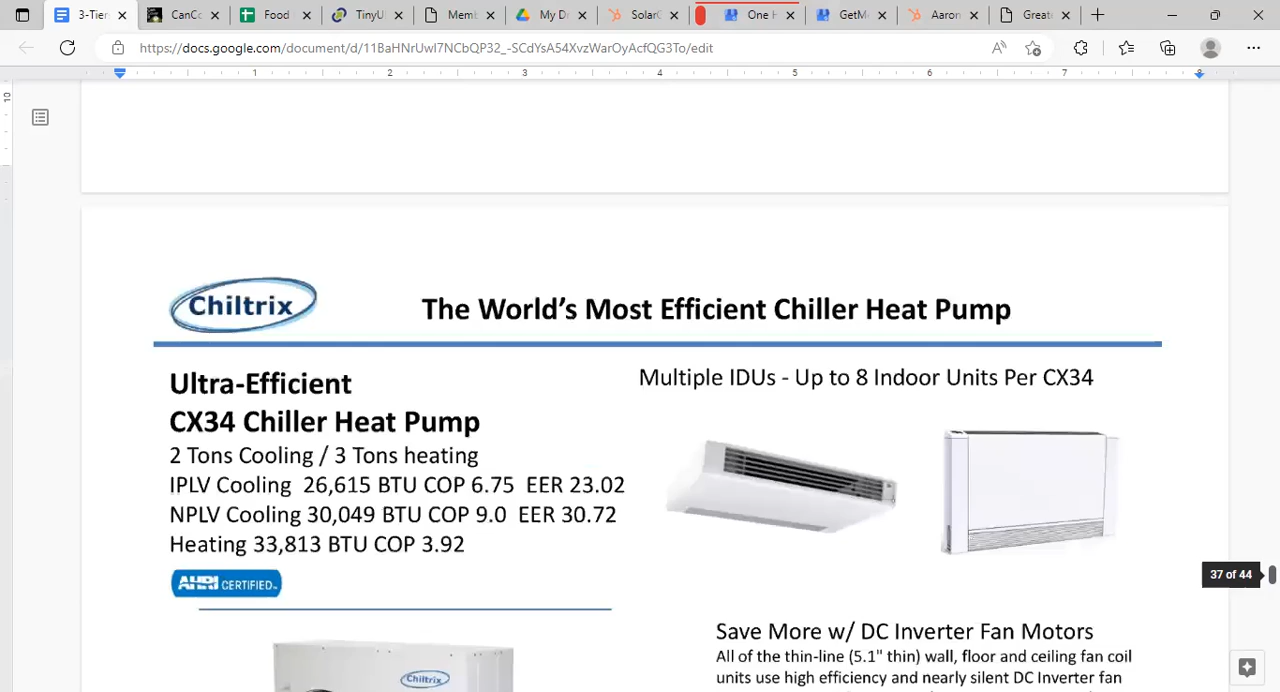 3-Tiers
CanCo
Food
TinyU
Memb
My Dr
SolarC
One H
GetMe
Aaron
Great
https://docs.google.com/document/d/11BaHNrUwI7NCbQP32_-SCdYsA54XvzWarOyAcfQG3To/edit
1 2 3 4 5 6 7 8
10
Chiltrix
The World's Most Efficient Chiller Heat Pump
Ultra-Efficient
CX34 Chiller Heat Pump
2 Tons Cooling / 3 Tons heating
IPLV Cooling 26,615 BTU COP 6.75 EER 23.02
NPLV Cooling 30,049 BTU COP 9.0 EER 30.72
Heating 33,813 BTU COP 3.92
AHRI CERTIFIED
Multiple IDUs - Up to 8 Indoor Units Per CX34
37 of 44
Chiltrix
Save More w/ DC Inverter Fan Motors
All of the thin-line (5.1" thin) wall, floor and ceiling fan coil
units use high efficiency and nearly silent DC Inverter fan